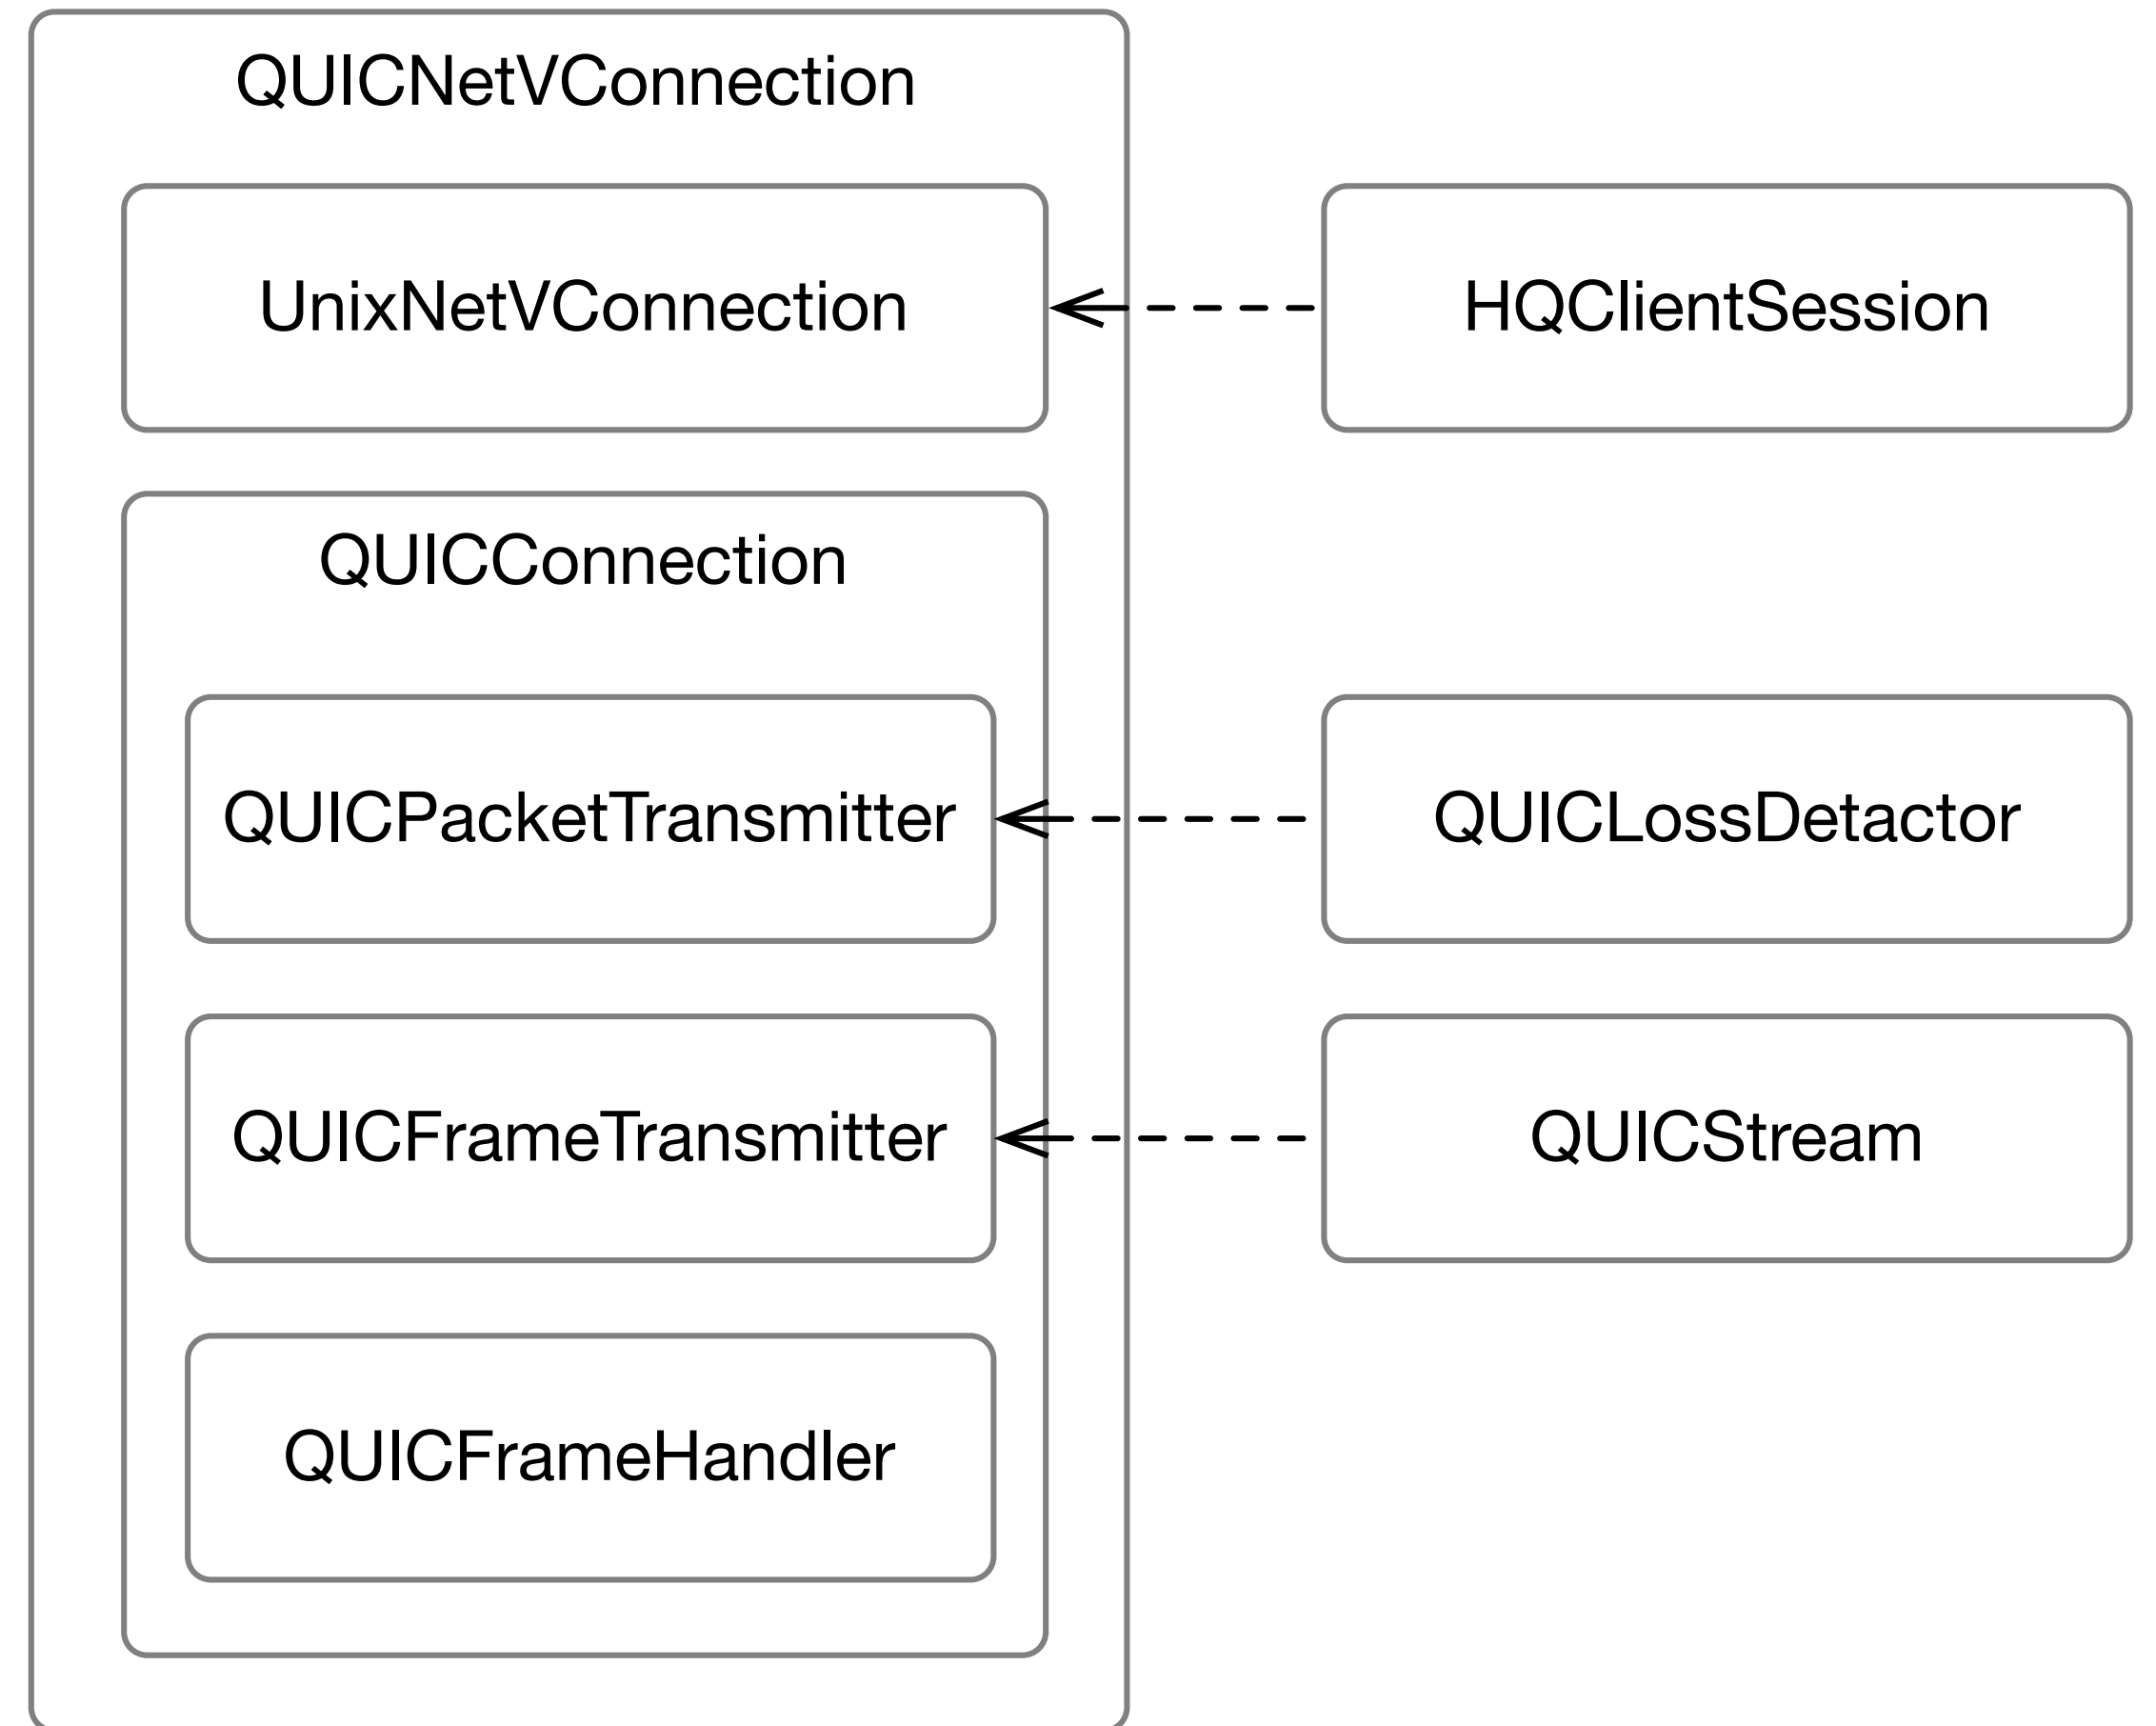 QUICNetVConnection
UnixNetVConnection
HQClientSession
QUICConnection
QUICPacketTransmitter
QUICLossDetactor
QUICFrameTransmitter
QUICStream
QUICFrameHandler